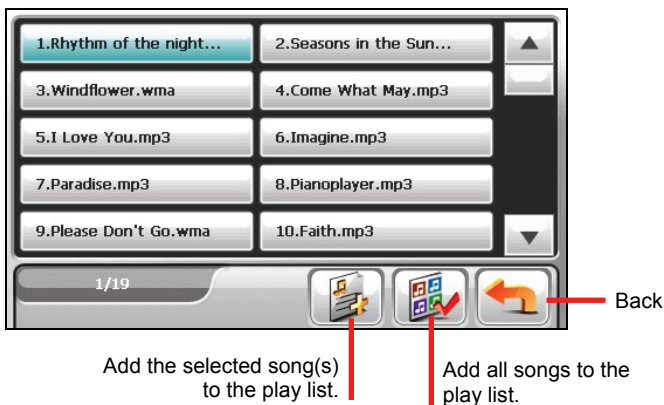 1.Rhythm of the night...
2.Seasons in the Sun...
3.Windflower.wma
4.Come What May.mp3
5.I Love You.mp3
6.Imagine.mp3
7.Paradise.mp3
8.Pianoplayer.mp3
9.Please Don't Go.wma
10.Faith.mp3
1/19
Back
Add the selected song(s)
to the play list.
Add all songs to the
play list.